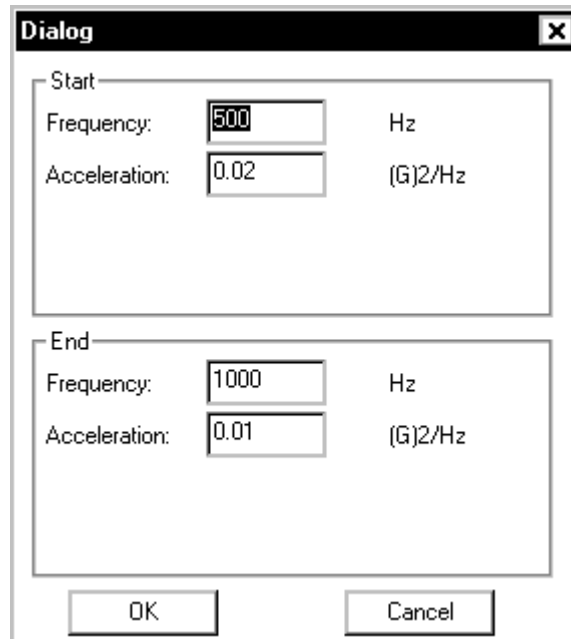 Dialog
Start
Frequency: 500 Hz
Acceleration: 0.02 (G)2/Hz
End
Frequency: 1000 Hz
Acceleration: 0.01 (G)2/Hz
OK Cancel